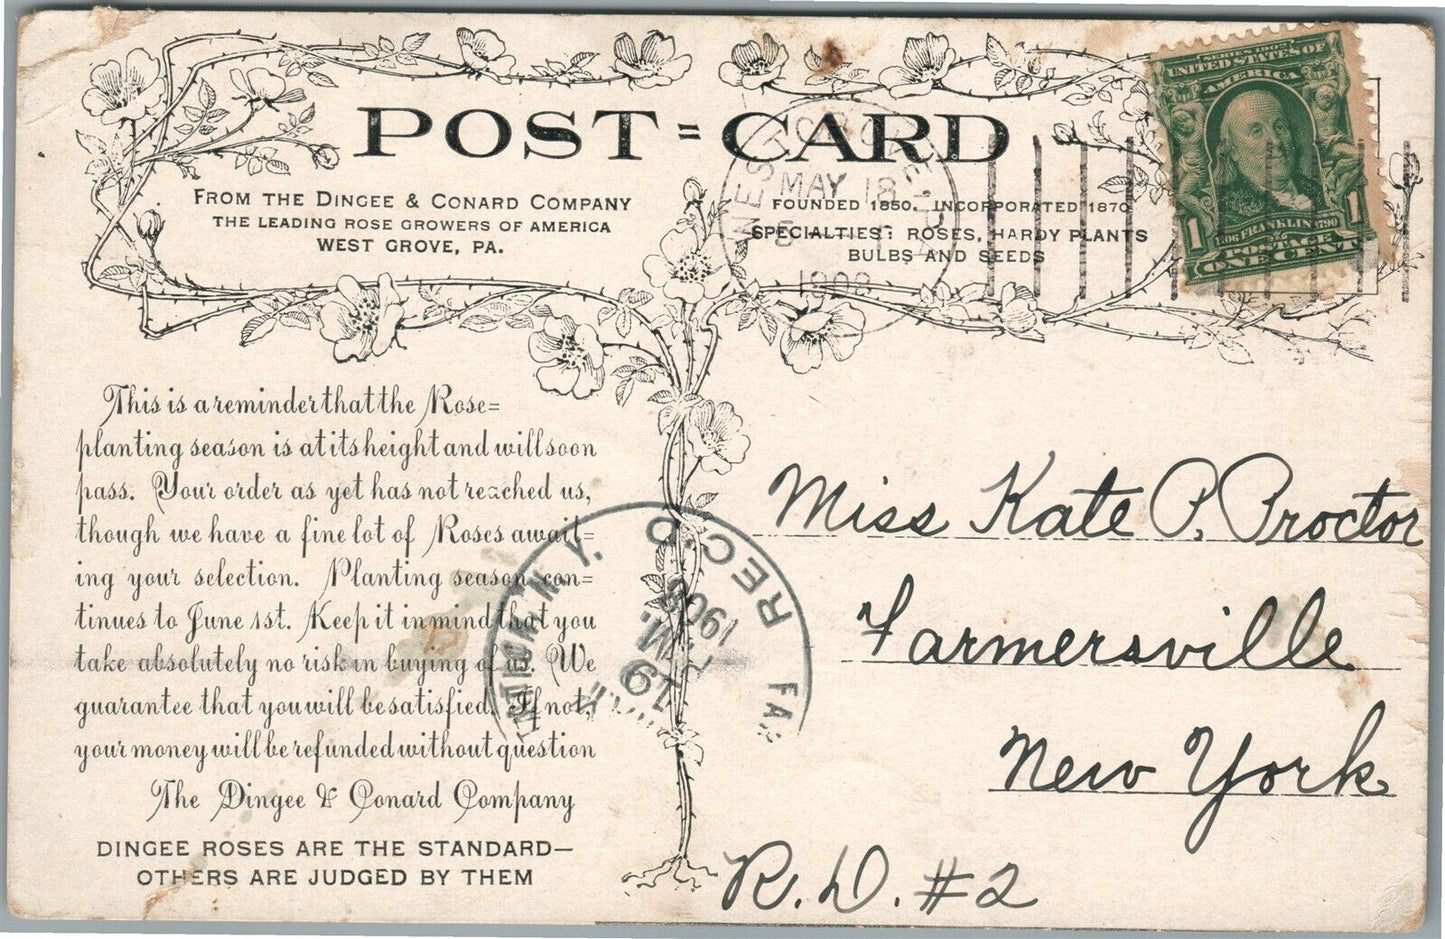 POST=CARD
FROM THE DINGEE & CONARD COMPANY
THE LEADING ROSE GROWERS OF AMERICA
WEST GROVE, PA.
FOUNDED 1850, INCORPORATED 1870
SPECIALTIES: ROSES, HARDY PLANTS
BULBS AND SEEDS
MAY 18
1908
SERIES 1902
UNITED STATES OF
AMERICA
1706 FRANKLIN 1790
1 POSTAGE 1
ONE CENT
This is a reminder that the Rose=
planting season is at its height and will soon
pass. Your order as yet has not reached us,
though we have a fine lot of Roses await=
ing your selection. Planting season con=
tinues to June 1st. Keep it in mind that you
take absolutely no risk in buying of us. We
guarantee that you will be satisfied. If not,
your money will be refunded without question
The Dingee & Conard Company
DINGEE ROSES ARE THE STANDARD—
OTHERS ARE JUDGED BY THEM
REC'D
N.Y.
19
M.
Miss Kate P. Proctor
Farmersville
New York
R.D. #2